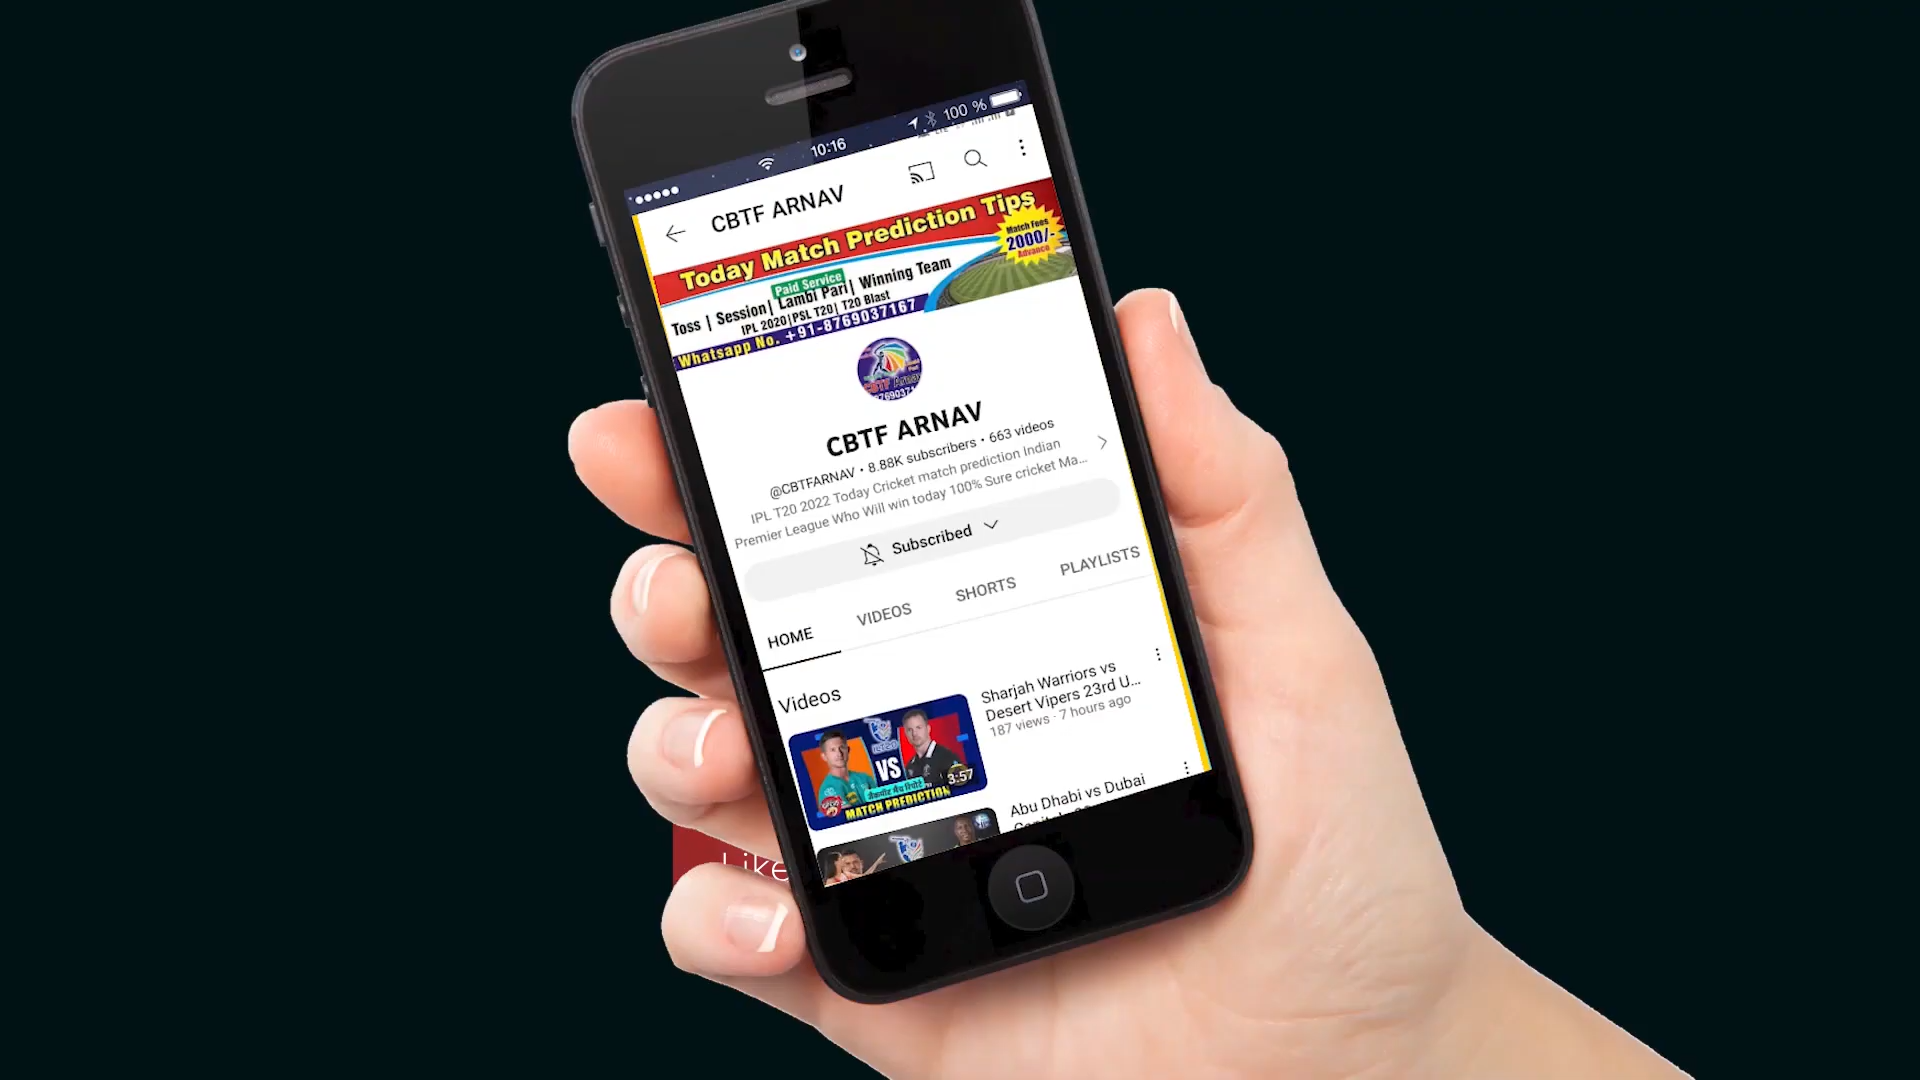 10:16
100 %
CBTF ARNAV
Today Match Prediction Tips
Match Fees
2000/-
Advance
Paid Service
Toss | Session| Lambi Pari| Winning Team
IPL 2020|PSL T20| T20 Blast
Whatsapp No. +91-8769037167
CBTF ARNAV
@CBTFARNAV • 8.88K subscribers • 663 videos
IPL T20 2022 Today Cricket match prediction Indian
Premier League Who Will win today 100% Sure cricket Ma...
Subscribed
HOME
VIDEOS
SHORTS
PLAYLISTS
Videos
Sharjah Warriors vs
Desert Vipers 23rd U...
187 views · 7 hours ago
VS
3:57
MATCH PREDICTION
Abu Dhabi vs Dubai
Like